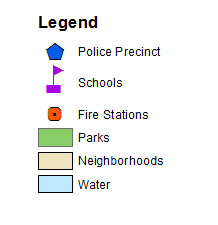 Legend
Police Precinct
Schools
Fire Stations
Parks
Neighborhoods
Water